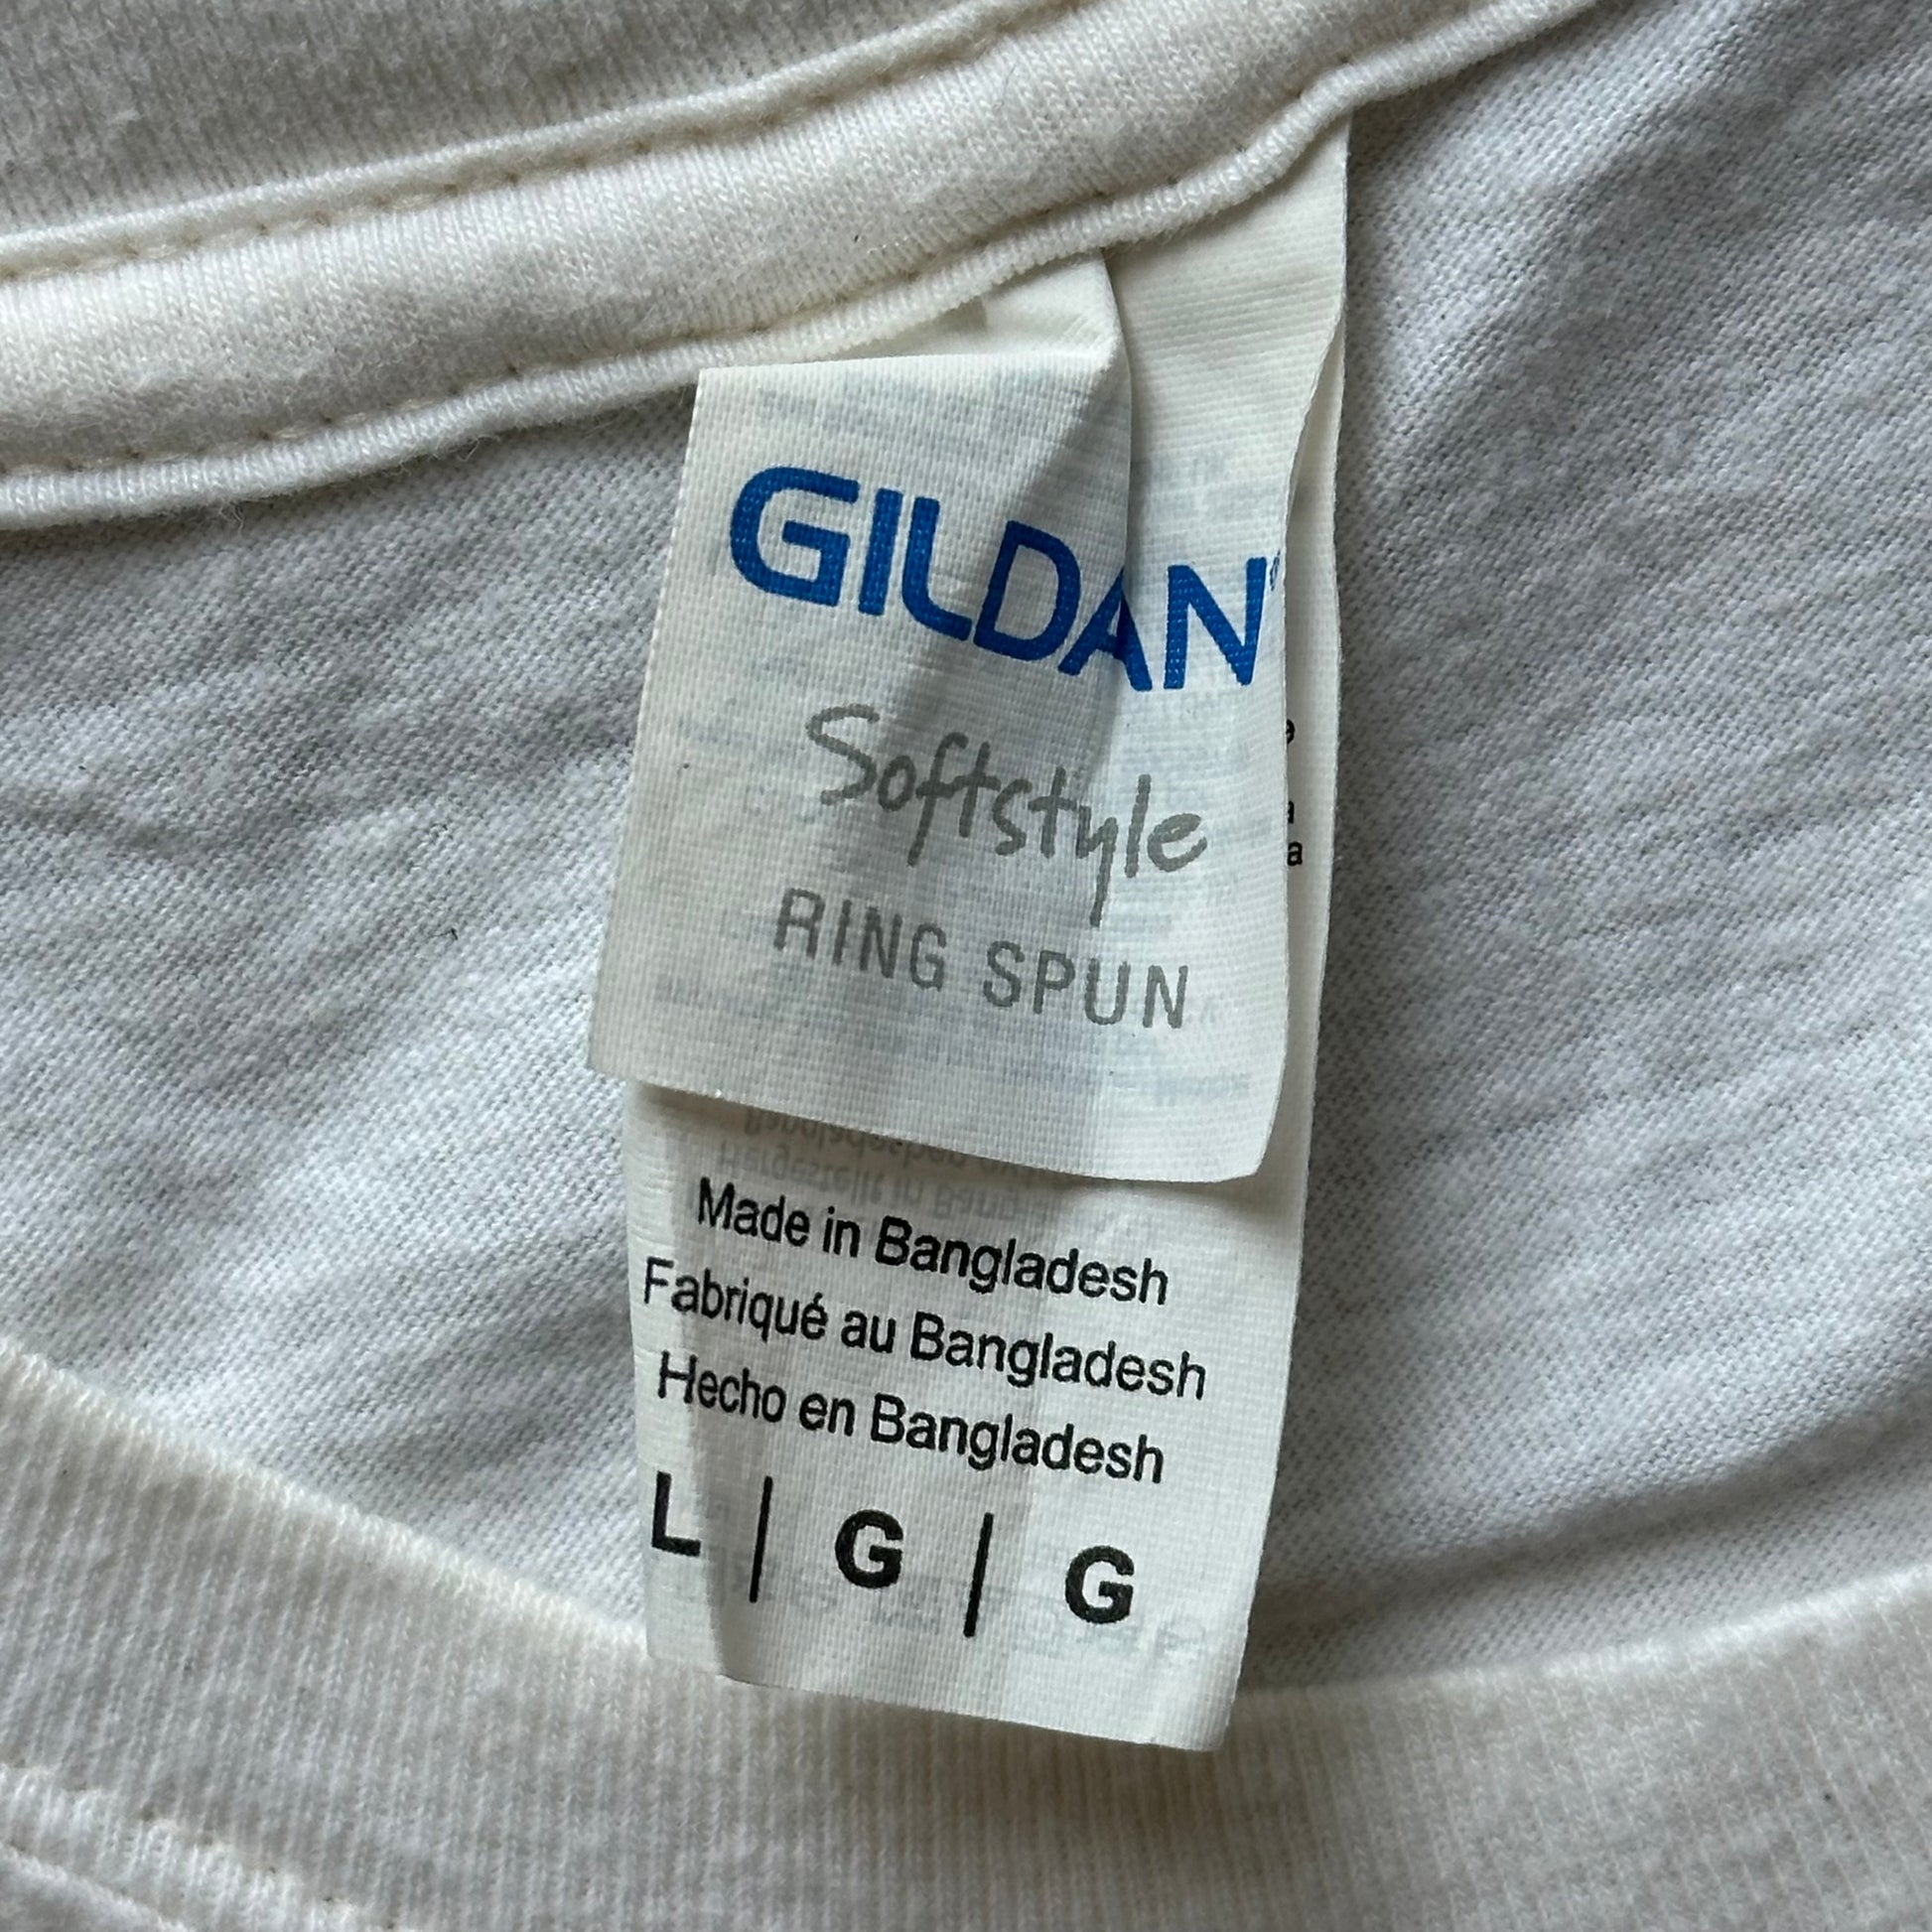 GILDAN®
Softstyle
RING SPUN
Made in Bangladesh
Fabriqué au Bangladesh
Hecho en Bangladesh
L | G | G